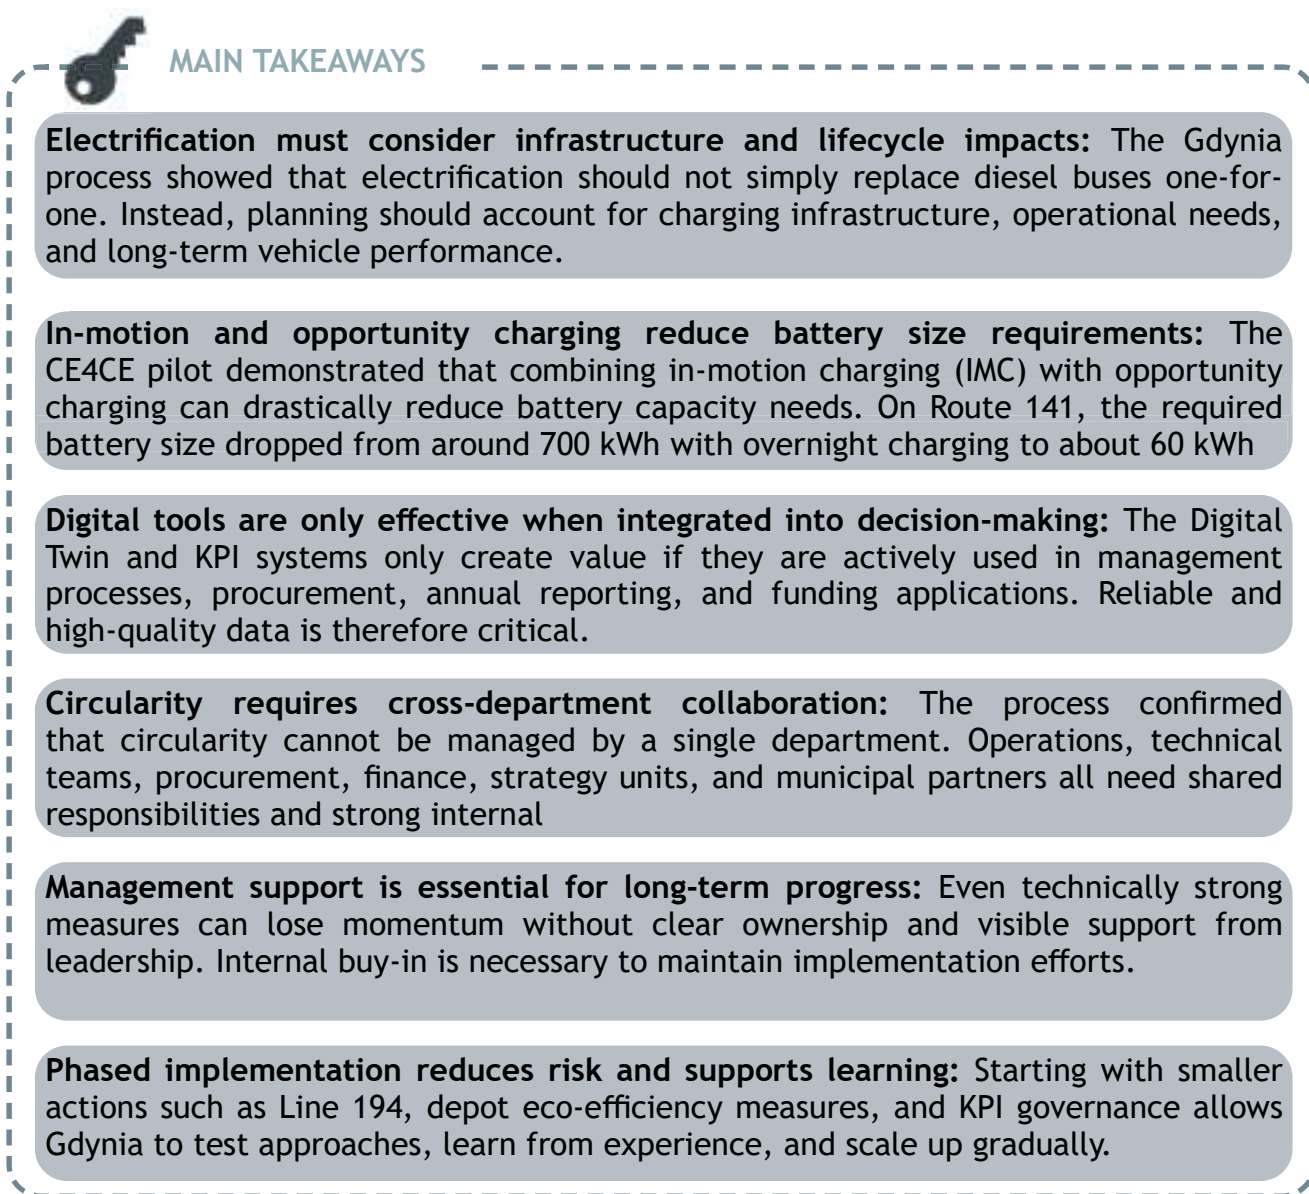 MAIN TAKEAWAYS
Electrification must consider infrastructure and lifecycle impacts: The Gdynia
process showed that electrification should not simply replace diesel buses one-for-
one. Instead, planning should account for charging infrastructure, operational needs,
and long-term vehicle performance.
In-motion and opportunity charging reduce battery size requirements: The
CE4CE pilot demonstrated that combining in-motion charging (IMC) with opportunity
charging can drastically reduce battery capacity needs. On Route 141, the required
battery size dropped from around 700 kWh with overnight charging to about 60 kWh
Digital tools are only effective when integrated into decision-making: The Digital
Twin and KPI systems only create value if they are actively used in management
processes, procurement, annual reporting, and funding applications. Reliable and
high-quality data is therefore critical.
Circularity requires cross-department collaboration: The process confirmed
that circularity cannot be managed by a single department. Operations, technical
teams, procurement, finance, strategy units, and municipal partners all need shared
responsibilities and strong internal
Management support is essential for long-term progress: Even technically strong
measures can lose momentum without clear ownership and visible support from
leadership. Internal buy-in is necessary to maintain implementation efforts.
Phased implementation reduces risk and supports learning: Starting with smaller
actions such as Line 194, depot eco-efficiency measures, and KPI governance allows
Gdynia to test approaches, learn from experience, and scale up gradually.